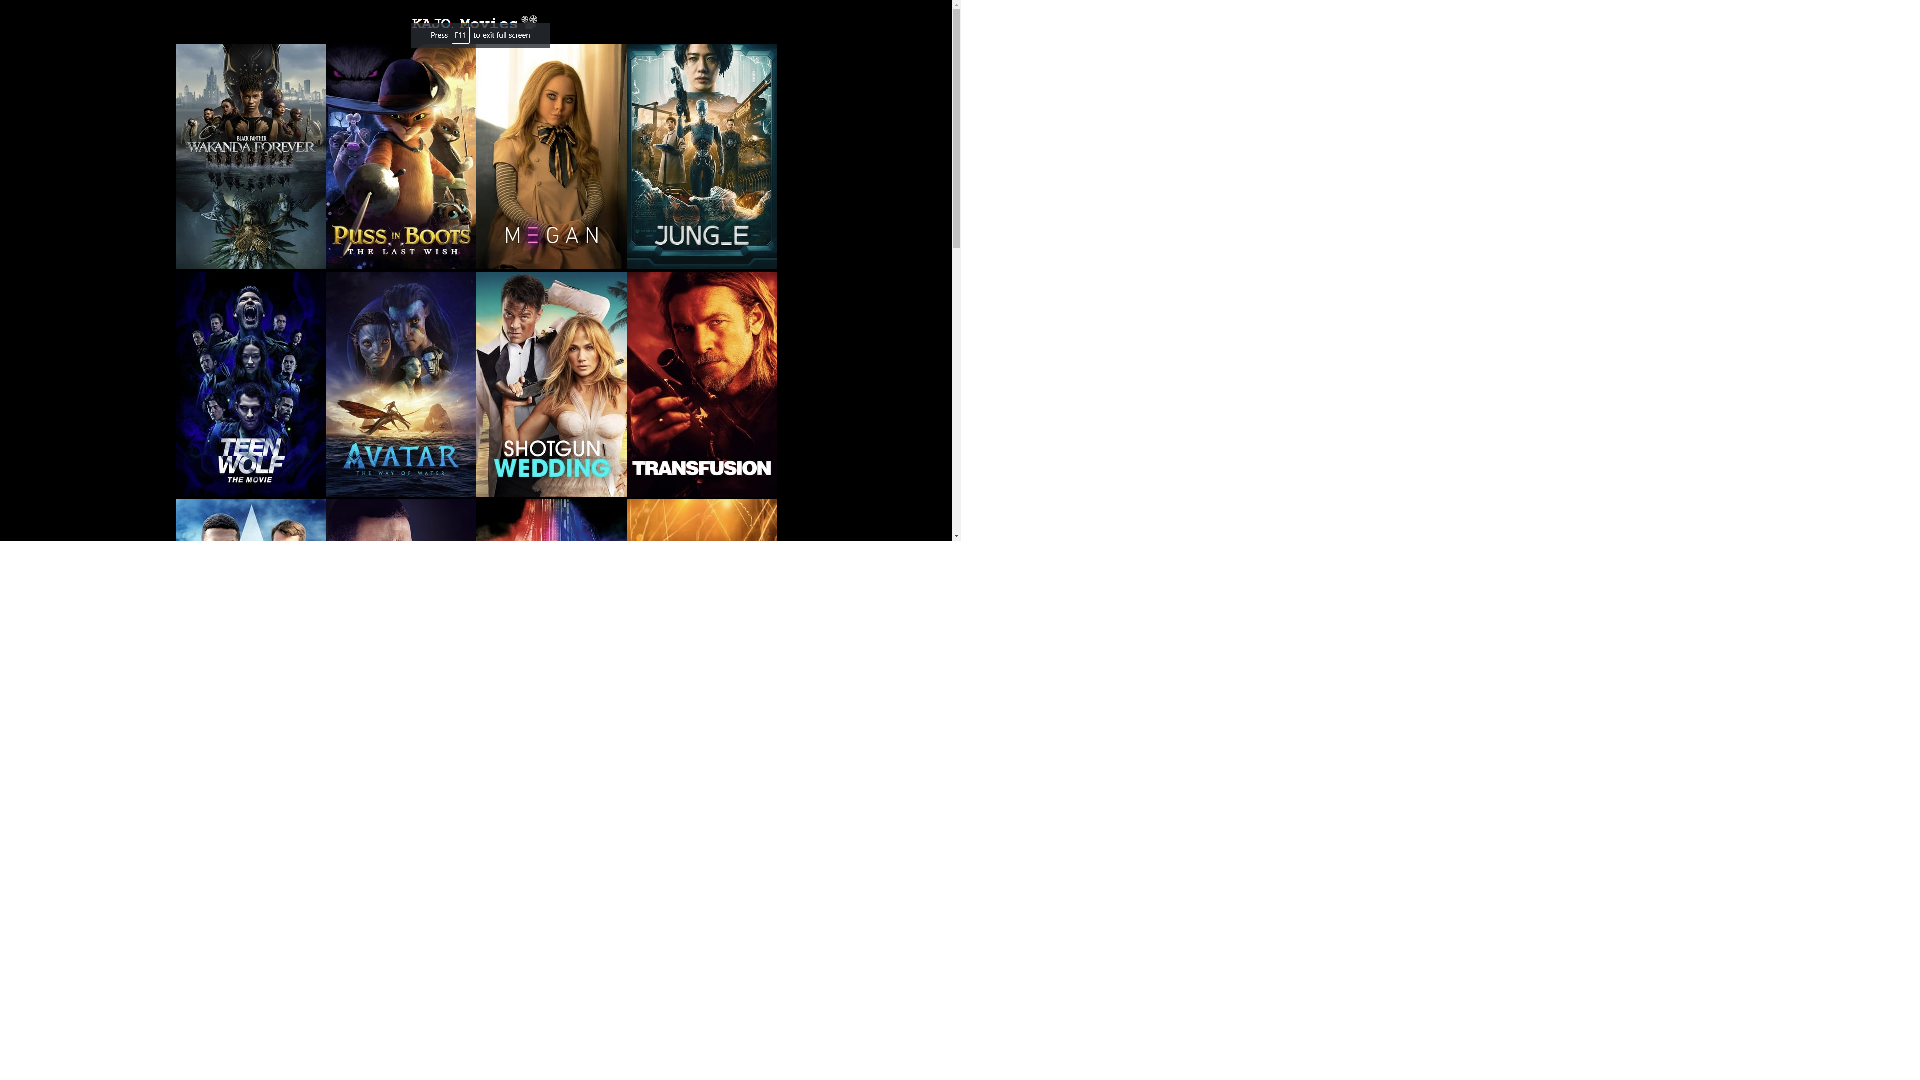 KAJO Movies
Press F11 to exit full screen
BLACK PANTHER
WAKANDA FOREVER
PUSS IN BOOTS
THE LAST WISH
M≡GAN
JUNG_E
TEEN
WOLF
THE MOVIE
AVATAR
THE WAY OF WATER
SHOTGUN
WEDDING
TRANSFUSION